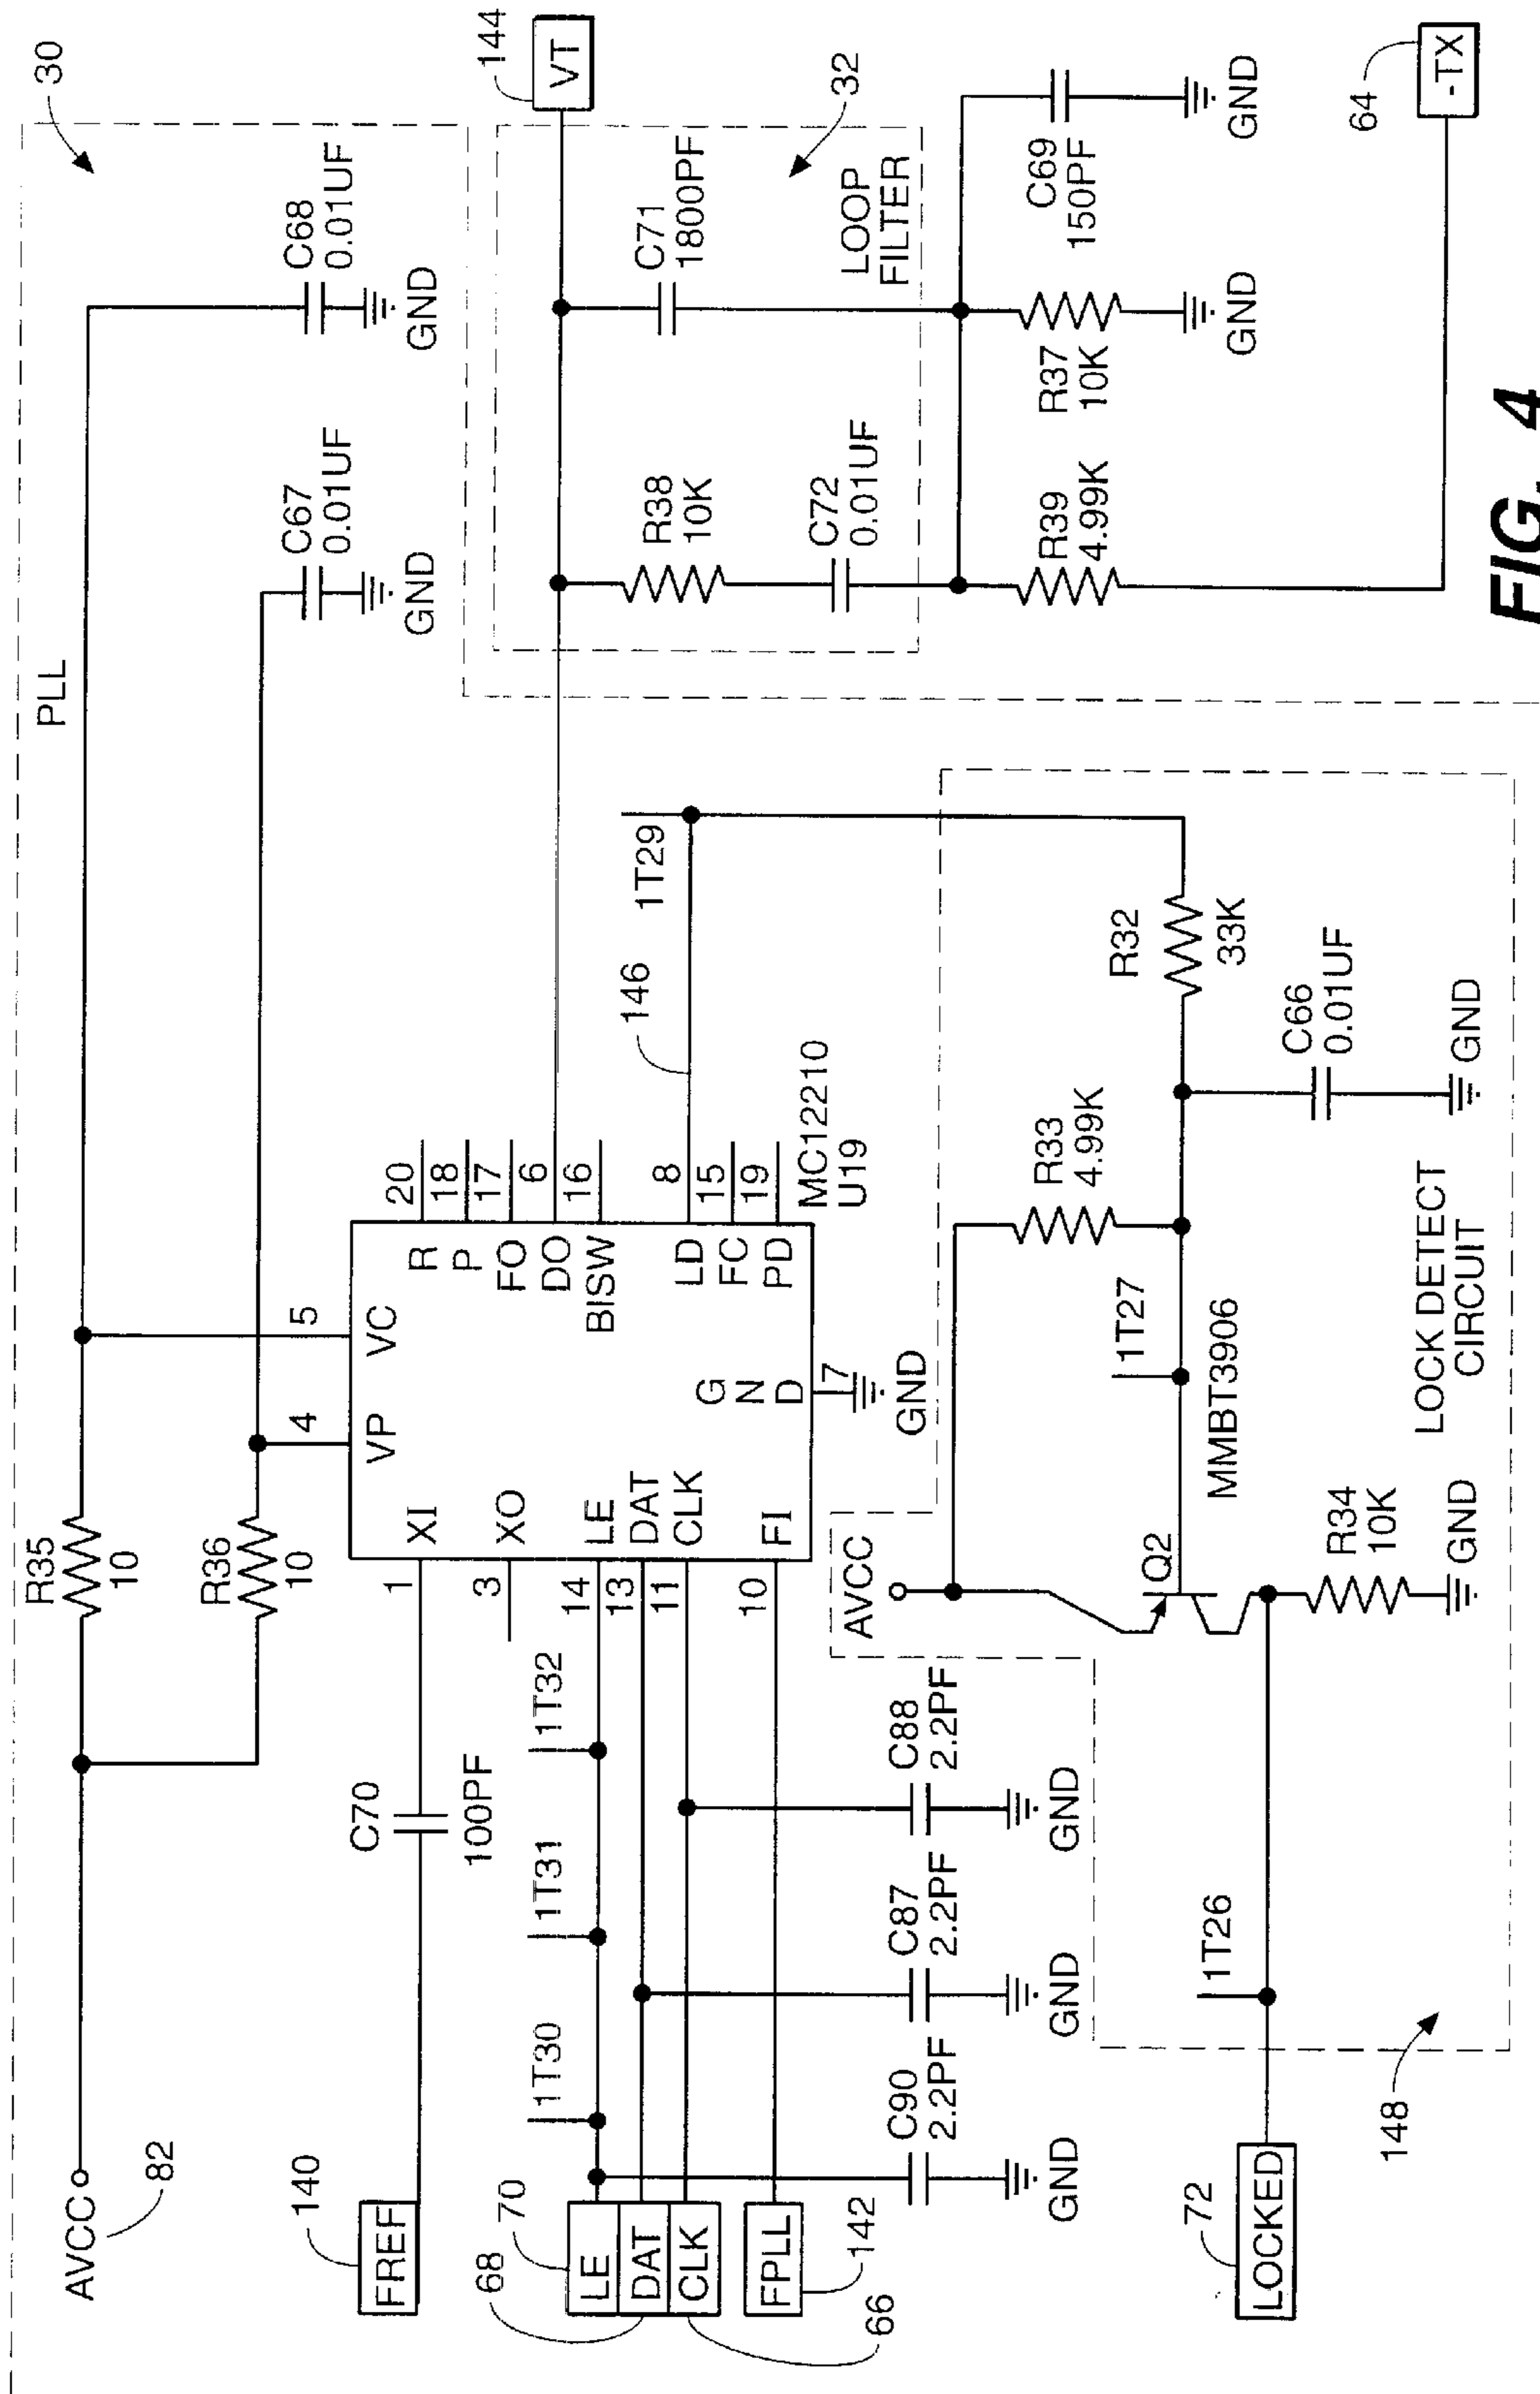 30
PLL
AVCC
82
R35
10
R36
10
C67
0.01UF
GND
C68
0.01UF
GND
144
VT
140
FREF
C70
100PF
1
XI
3
XO
4
VP
5
VC
R
20
P
18
FO
17
DO
6
BISW
16
LD
8
FC
15
PD
19
MC12210
U19
G
N
D
7
GND
LE
14
DAT
13
CLK
11
FI
10
1T30
1T31
1T32
70
LE
68
DAT
CLK
66
FPLL
142
C90
2.2PF
GND
C87
2.2PF
GND
C88
2.2PF
GND
146
1T29
R38
10K
C72
0.01UF
C71
1800PF
LOOP
FILTER
32
R39
4.99K
R37
10K
GND
C69
150PF
GND
64
-TX
AVCC
Q2
MMBT3906
1T27
R33
4.99K
R32
33K
C66
0.01UF
GND
R34
10K
GND
LOCK DETECT
CIRCUIT
1T26
72
LOCKED
148
FIG. 4